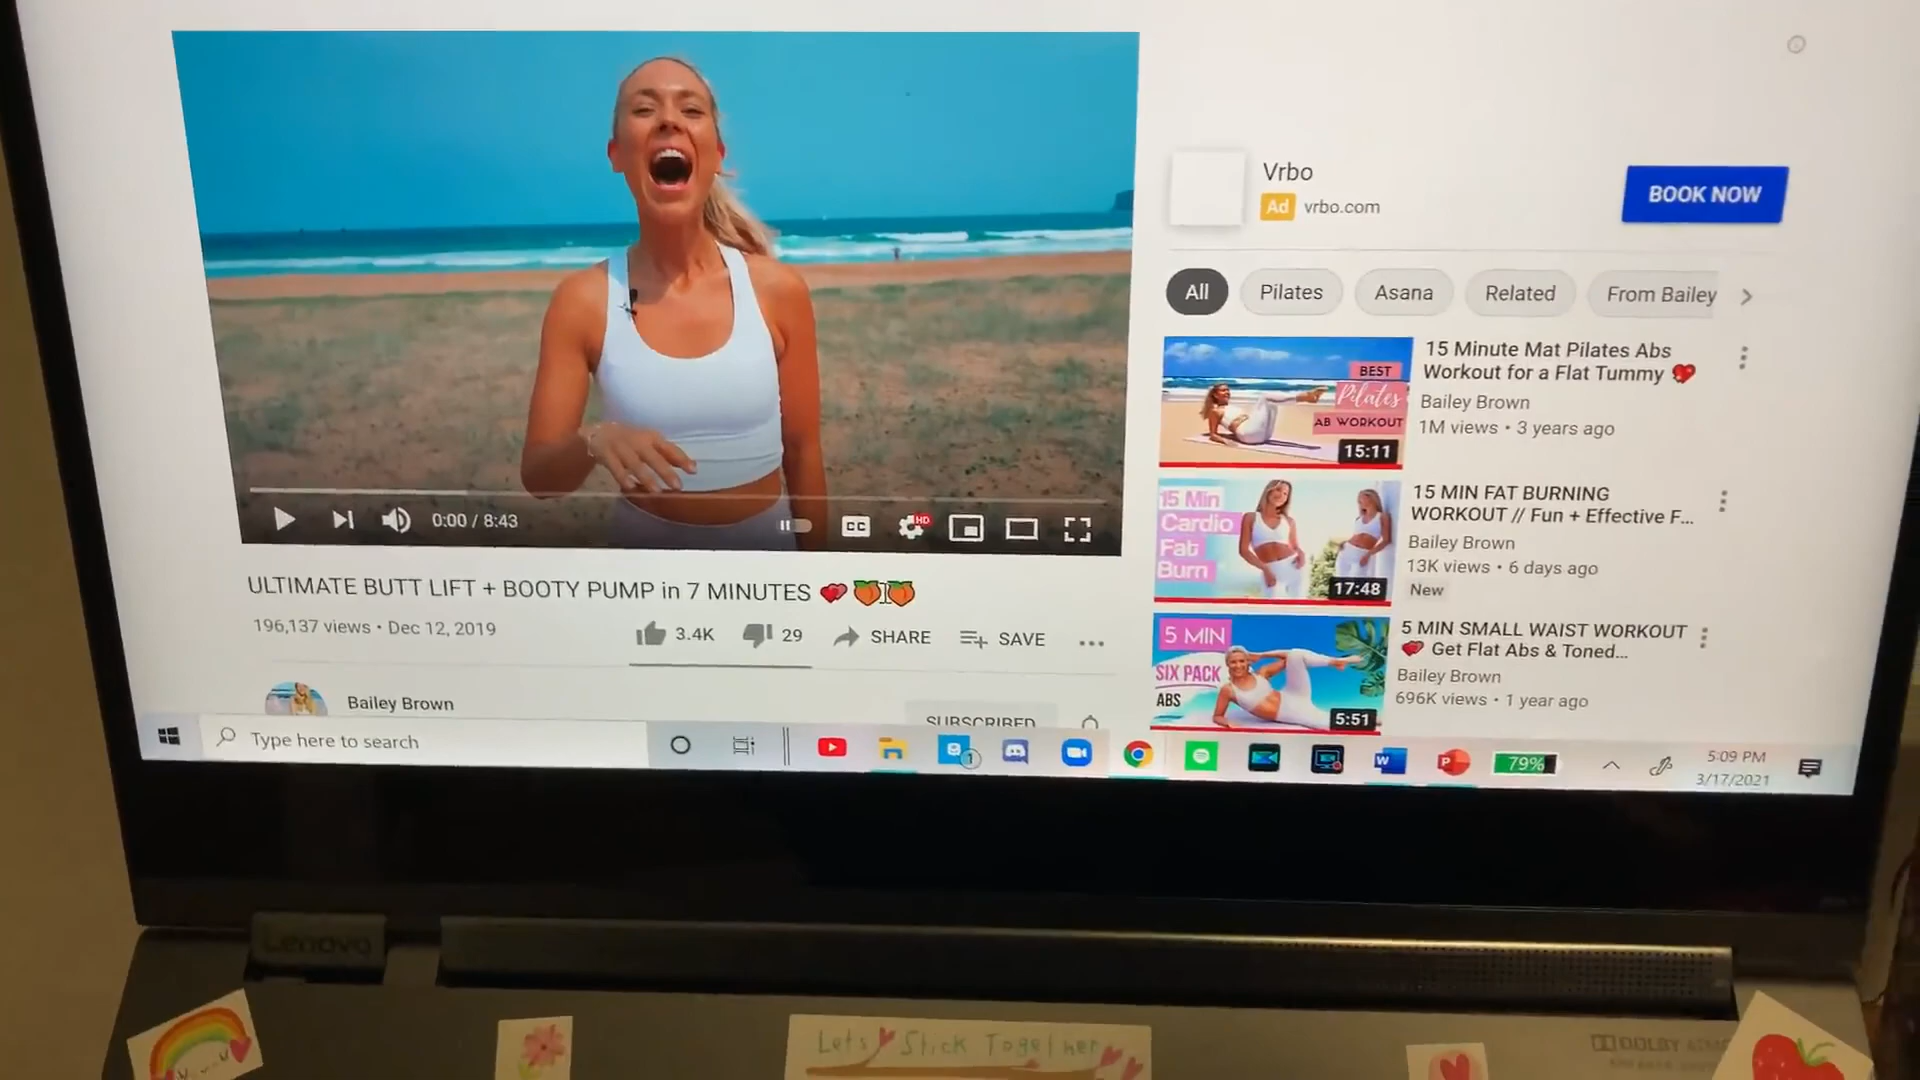 Vrbo
Ad vrbo.com
BOOK NOW
All
Pilates
Asana
Related
From Bailey
BEST
Pilates
AB WORKOUT
15:11
15 Minute Mat Pilates Abs
Workout for a Flat Tummy
Bailey Brown
1M views • 3 years ago
15 Min
Cardio
Fat
Burn
17:48
15 MIN FAT BURNING
WORKOUT // Fun + Effective F...
Bailey Brown
13K views • 6 days ago
New
5 MIN
SIX PACK
ABS
5:51
5 MIN SMALL WAIST WORKOUT
Get Flat Abs & Toned...
Bailey Brown
696K views • 1 year ago
0:00 / 8:43
CC
HD
ULTIMATE BUTT LIFT + BOOTY PUMP in 7 MINUTES
196,137 views • Dec 12, 2019
3.4K
29
SHARE
SAVE
Bailey Brown
SUBSCRIBED
Type here to search
1
W
P
79%
5:09 PM
3/17/2021
Lenovo
Lets Stick Together
DOLBY ATMOS